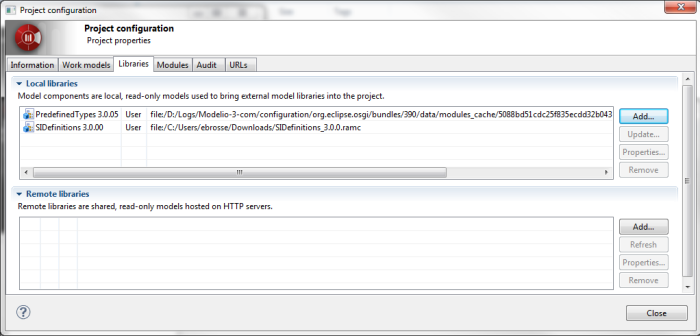 Project configuration
Project configuration
Project properties
Information Work models Libraries Modules Audit URLs
Local libraries
Model components are local, read-only models used to bring external model libraries into the project.
PredefinedTypes 3.0.05 User file:/D:/Logs/Modelio-3-com/configuration/org.eclipse.osgi/bundles/390/data/modules_cache/5088bd51cdc25f835ecdd32b043
SIDefinitions 3.0.00 User file:/C:/Users/ebrosse/Downloads/SIDefinitions_3.0.0.ramc
Add...
Update...
Properties...
Remove
Remote libraries
Remote libraries are shared, read-only models hosted on HTTP servers.
Add...
Refresh
Properties...
Remove
?
Close